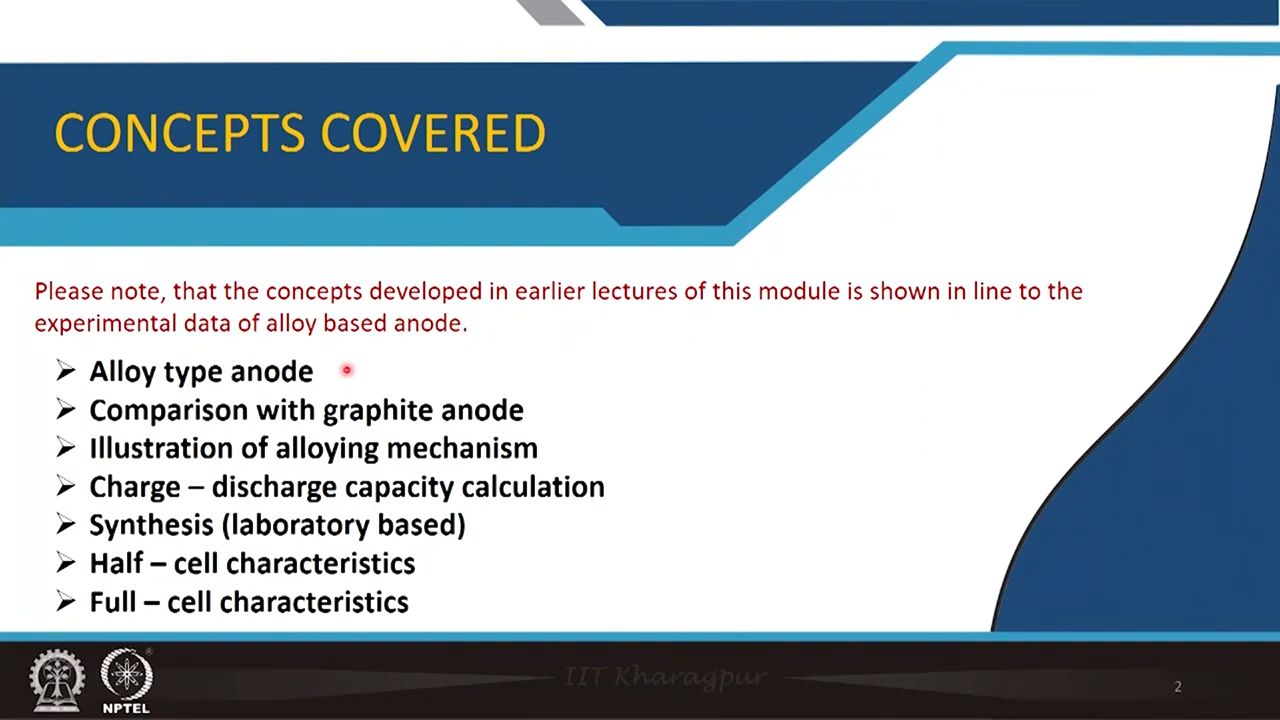 CONCEPTS COVERED
Please note, that the concepts developed in earlier lectures of this module is shown in line to the
experimental data of alloy based anode.
➢ Alloy type anode
➢ Comparison with graphite anode
➢ Illustration of alloying mechanism
➢ Charge – discharge capacity calculation
➢ Synthesis (laboratory based)
➢ Half – cell characteristics
➢ Full – cell characteristics
IIT Kharagpur
NPTEL
®
2